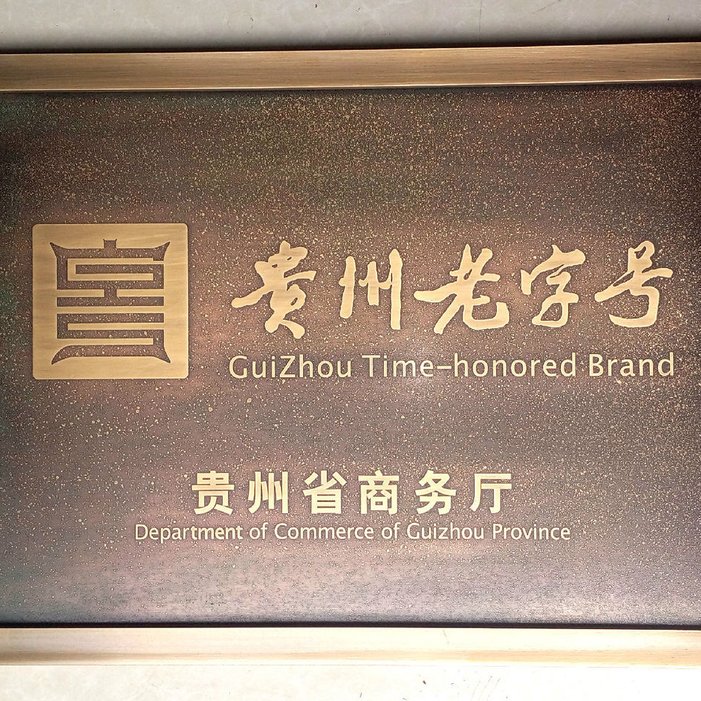 贵州老字号
GuiZhou Time-honored Brand
贵州省商务厅
Department of Commerce of Guizhou Province